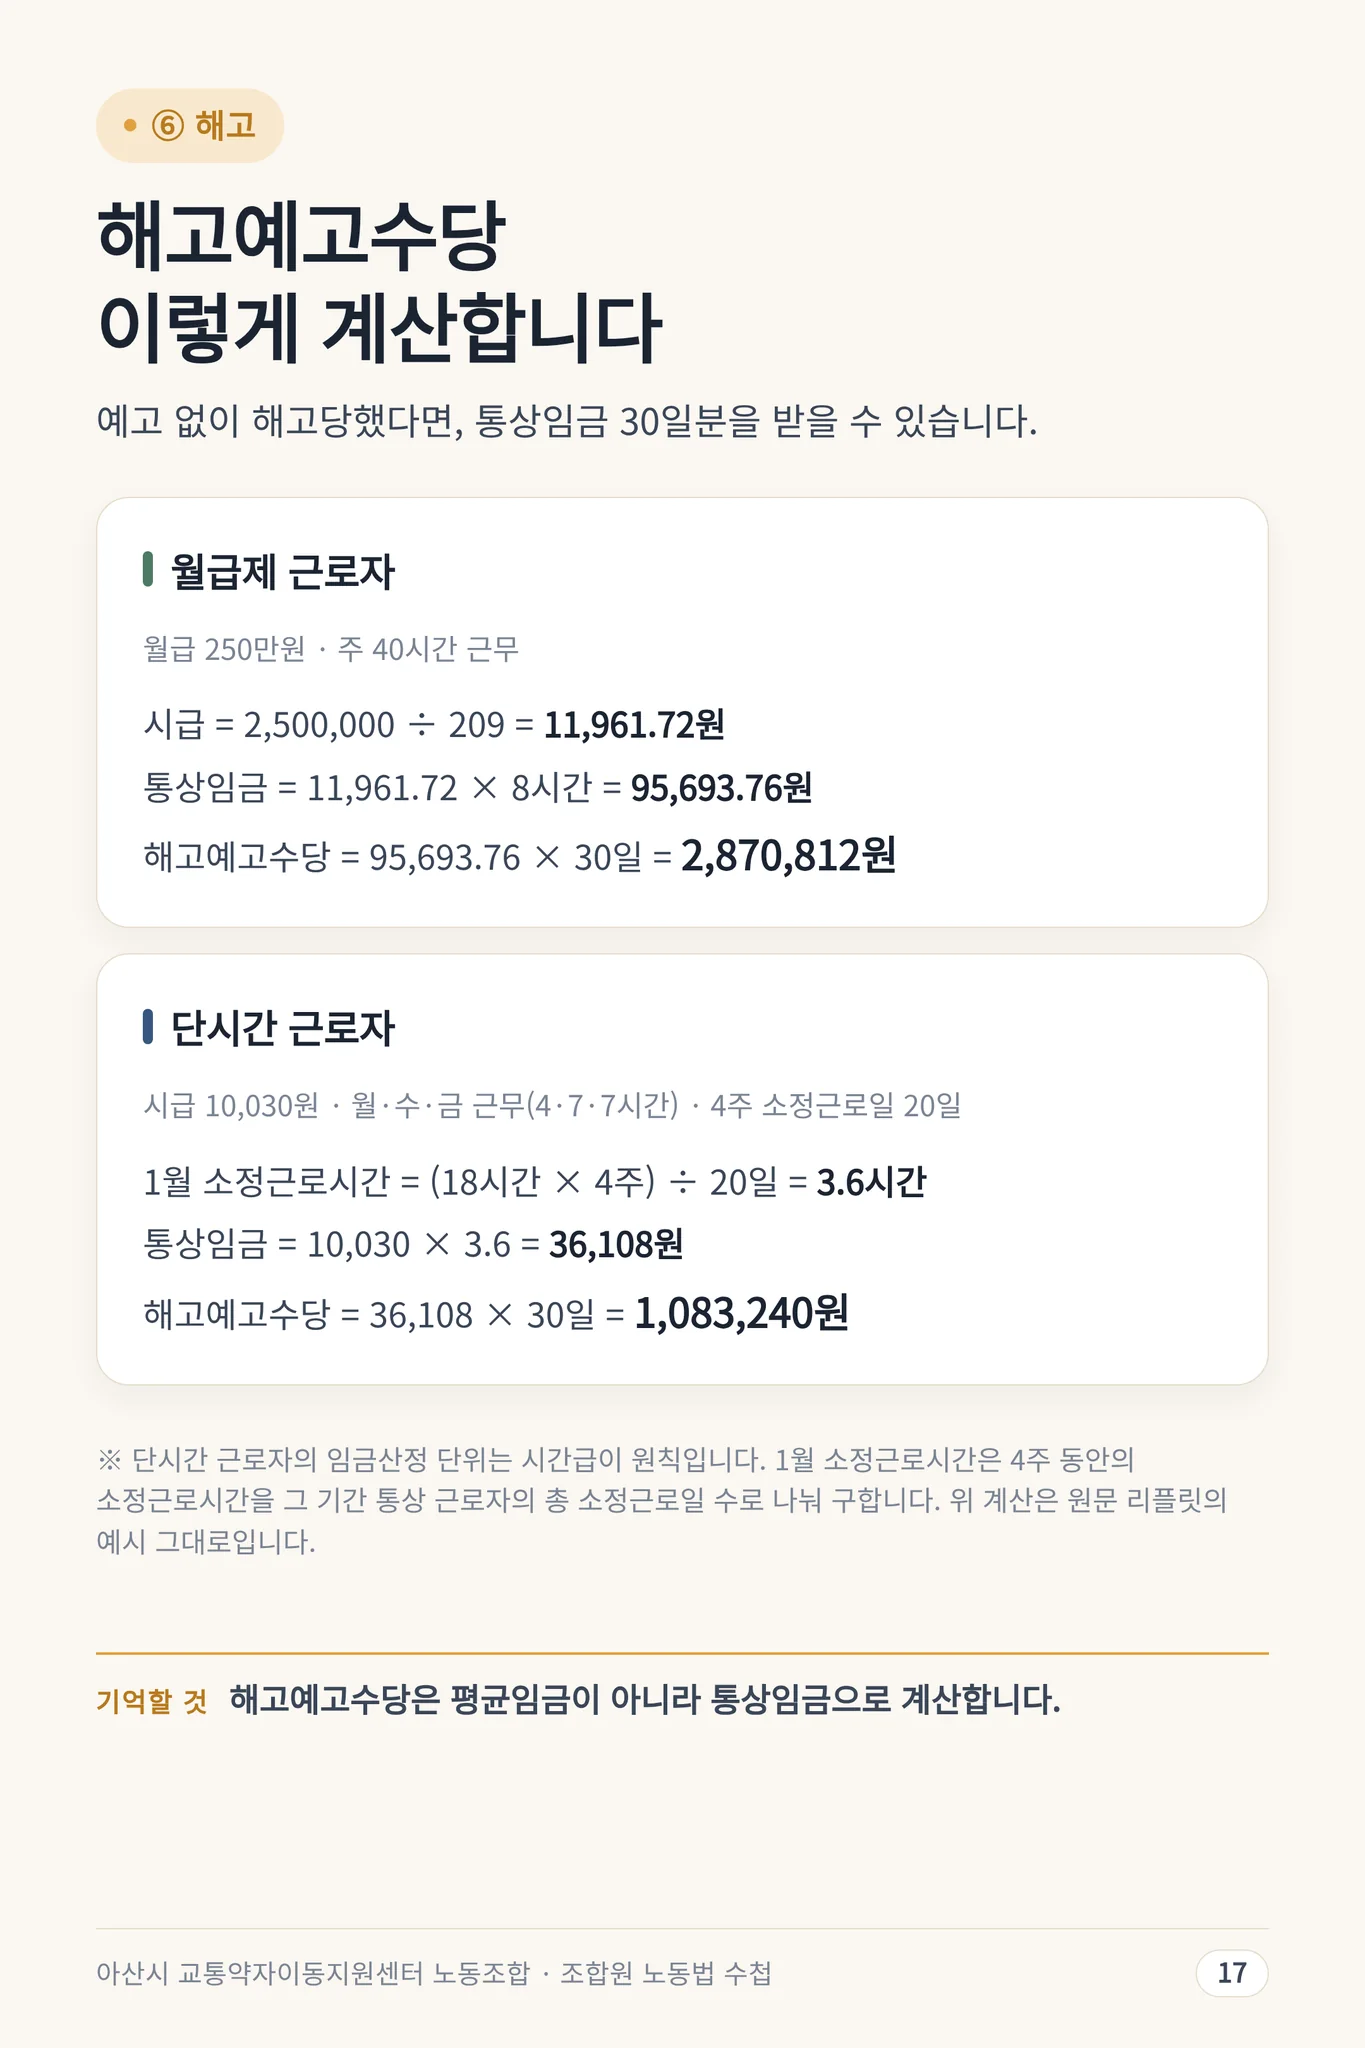 ⑥ 해고
해고예고수당
이렇게 계산합니다
예고 없이 해고당했다면, 통상임금 30일분을 받을 수 있습니다.
월급제 근로자
월급 250만원 · 주 40시간 근무
시급 = 2,500,000 ÷ 209 = 11,961.72원
통상임금 = 11,961.72 × 8시간 = 95,693.76원
해고예고수당 = 95,693.76 × 30일 = 2,870,812원
단시간 근로자
시급 10,030원 · 월·수·금 근무(4·7·7시간) · 4주 소정근로일 20일
1월 소정근로시간 = (18시간 × 4주) ÷ 20일 = 3.6시간
통상임금 = 10,030 × 3.6 = 36,108원
해고예고수당 = 36,108 × 30일 = 1,083,240원
※ 단시간 근로자의 임금산정 단위는 시간급이 원칙입니다. 1월 소정근로시간은 4주 동안의
소정근로시간을 그 기간 통상 근로자의 총 소정근로일 수로 나눠 구합니다. 위 계산은 원문 리플릿의
예시 그대로입니다.
기억할 것 해고예고수당은 평균임금이 아니라 통상임금으로 계산합니다.
아산시 교통약자이동지원센터 노동조합 · 조합원 노동법 수첩
17